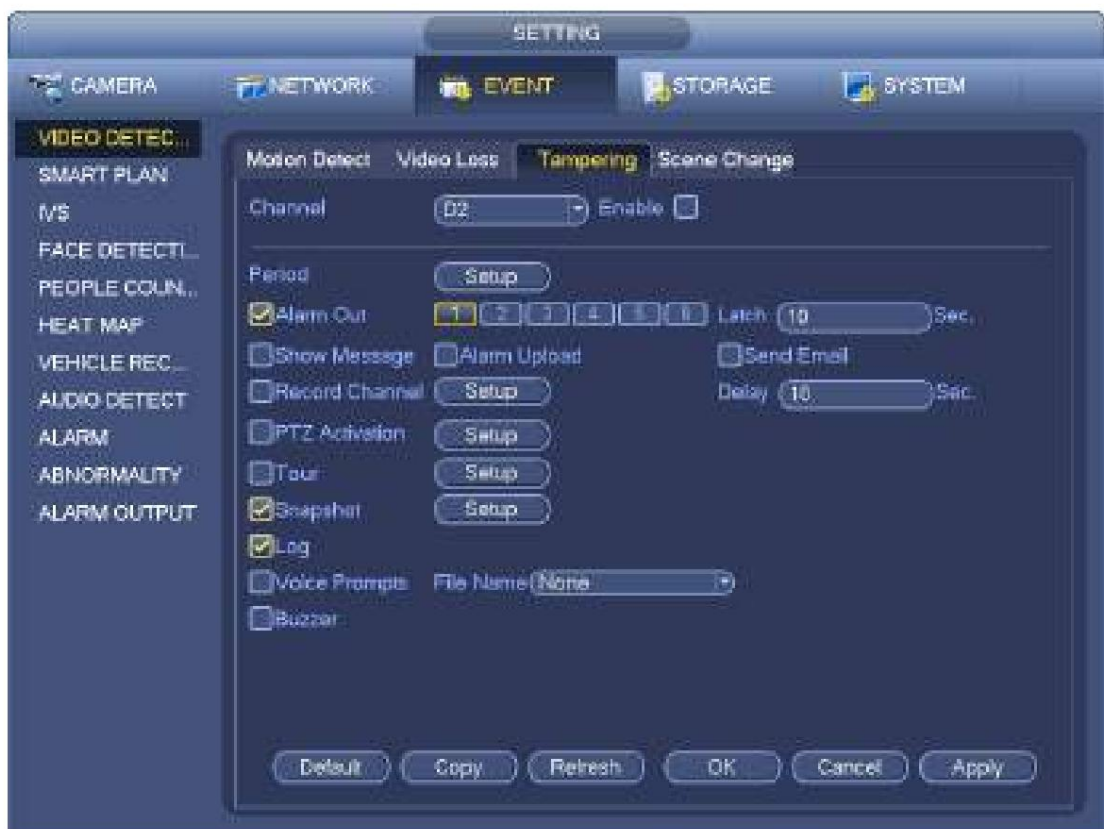 SETTING
CAMERA NETWORK EVENT STORAGE SYSTEM
VIDEO DETEC...
SMART PLAN
IVS
FACE DETECTI...
PEOPLE COUN...
HEAT MAP
VEHICLE REC...
AUDIO DETECT
ALARM
ABNORMALITY
ALARM OUTPUT
Motion Detect Video Loss Tampering Scene Change
Channel D2 Enable
Period Setup
Alarm Out 1 2 3 4 5 6 Latch 10 Sec.
Show Message Alarm Upload Send Email
Record Channel Setup Delay 10 Sec.
PTZ Activation Setup
Tour Setup
Snapshot Setup
Log
Voice Prompts File Name None
Buzzer
Default Copy Refresh OK Cancel Apply